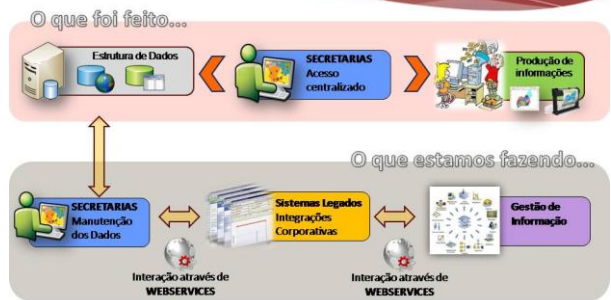 O que foi feito...
Estrutura de Dados
SECRETARIAS
Acesso
centralizado
Produção de
informações
O que estamos fazendo...
SECRETARIAS
Manutenção
dos Dados
Sistemas Legados
Integrações
Corporativas
Gestão de
Informação
Interação através de
WEBSERVICES
Interação através de
WEBSERVICES